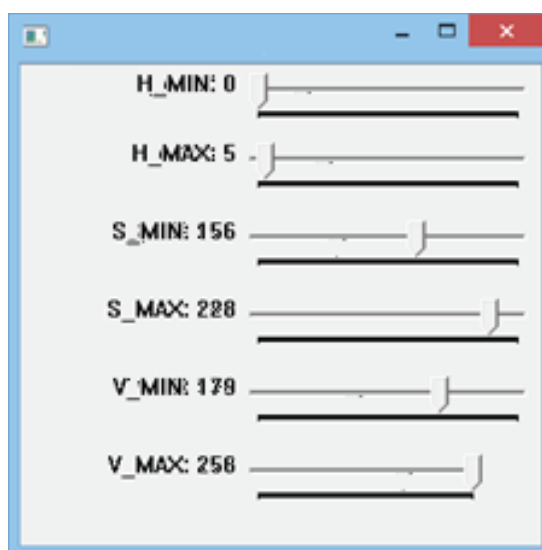 H_MIN: 0
H_MAX: 5
S_MIN: 156
S_MAX: 228
V_MIN: 179
V_MAX: 256